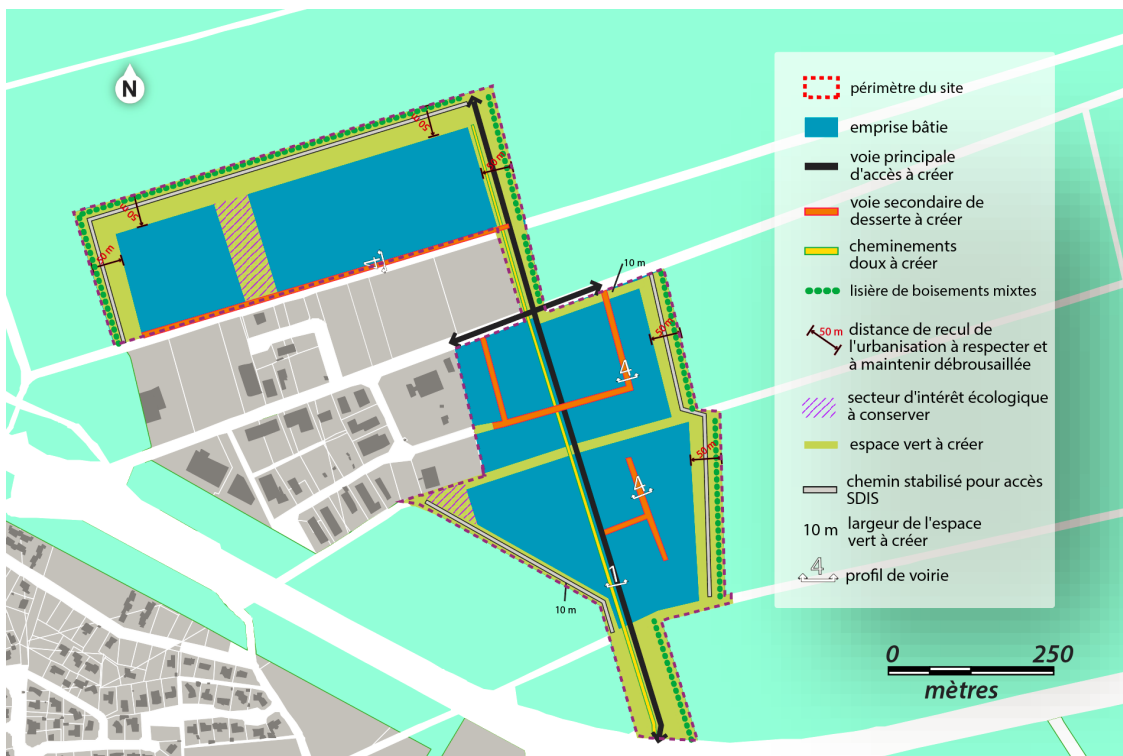 N
50 m
50 m
50 m
50 m
4
10 m
50 m
4
50 m
4
1
10 m
périmètre du site
emprise bâtie
voie principale
d'accès à créer
voie secondaire de
desserte à créer
cheminements
doux à créer
lisière de boisements mixtes
50 m
distance de recul de
l'urbanisation à respecter et
à maintenir débrousaillée
secteur d'intérêt écologique
à conserver
espace vert à créer
chemin stabilisé pour accès
SDIS
10 m
largeur de l'espace
vert à créer
4
profil de voirie
0 250
mètres